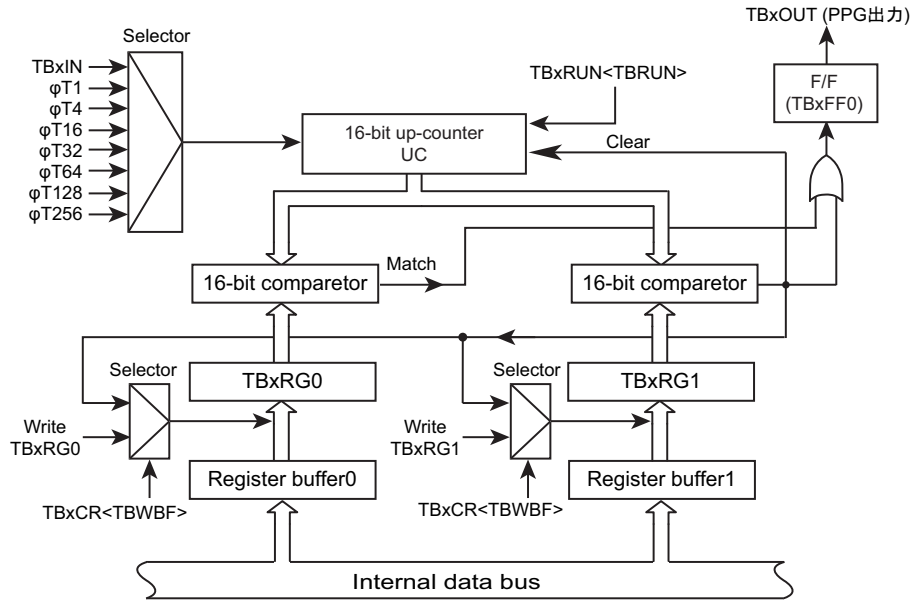 TBxOUT (PPG出力)
Selector
TBxIN
φT1
φT4
φT16
φT32
φT64
φT128
φT256
TBxRUN<TBRUN>
F/F
(TBxFF0)
16-bit up-counter
UC
Clear
16-bit comparetor
Match
16-bit comparetor
Selector
TBxRG0
Selector
TBxRG1
Write
TBxRG0
Write
TBxRG1
Register buffer0
Register buffer1
TBxCR<TBWBF>
TBxCR<TBWBF>
Internal data bus